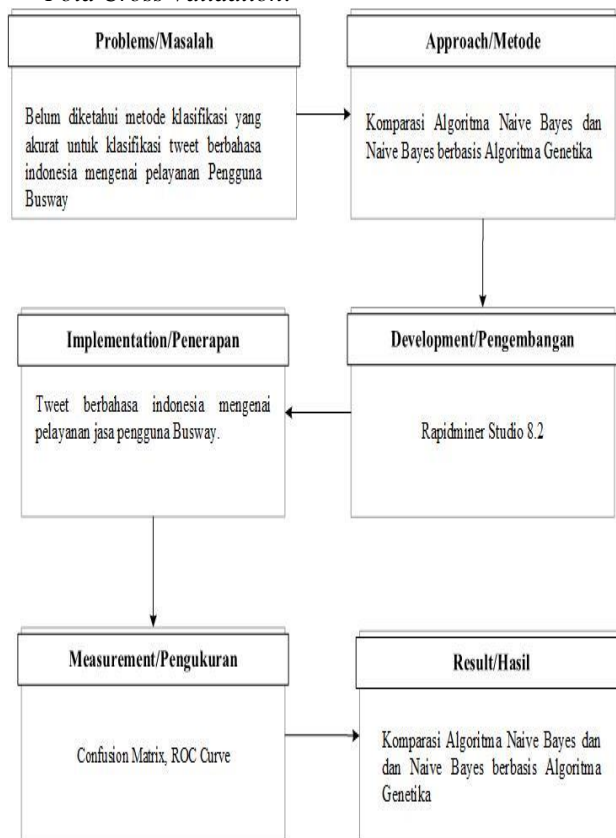 Problems/Masalah
Belum diketahui metode klasifikasi yang
akurat untuk klasifikasi tweet berbahasa
indonesia mengenai pelayanan Pengguna
Busway
Approach/Metode
Komparasi Algoritma Naive Bayes dan
Naive Bayes berbasis Algoritma Genetika
Development/Pengembangan
Rapidminer Studio 8.2
Implementation/Penerapan
Tweet berbahasa indonesia mengenai
pelayanan jasa pengguna Busway.
Measurement/Pengukuran
Confusion Matrix, ROC Curve
Result/Hasil
Komparasi Algoritma Naive Bayes dan
dan Naive Bayes berbasis Algoritma
Genetika